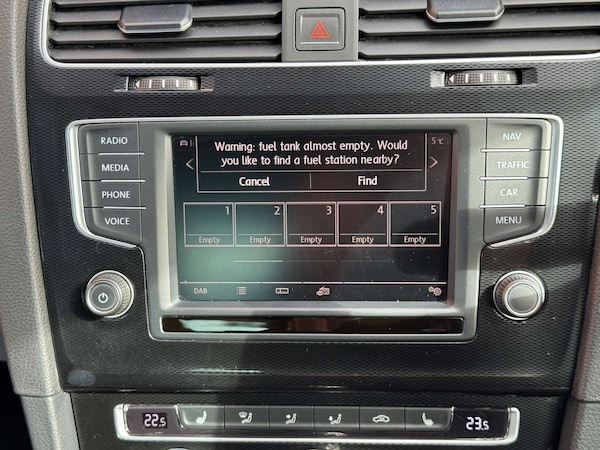 RADIO
MEDIA
PHONE
VOICE
NAV
TRAFFIC
CAR
MENU
5°C
Warning: fuel tank almost empty. Would
you like to find a fuel station nearby?
Cancel Find
1 2 3 4 5
Empty Empty Empty Empty Empty
DAB
22.5 23.5